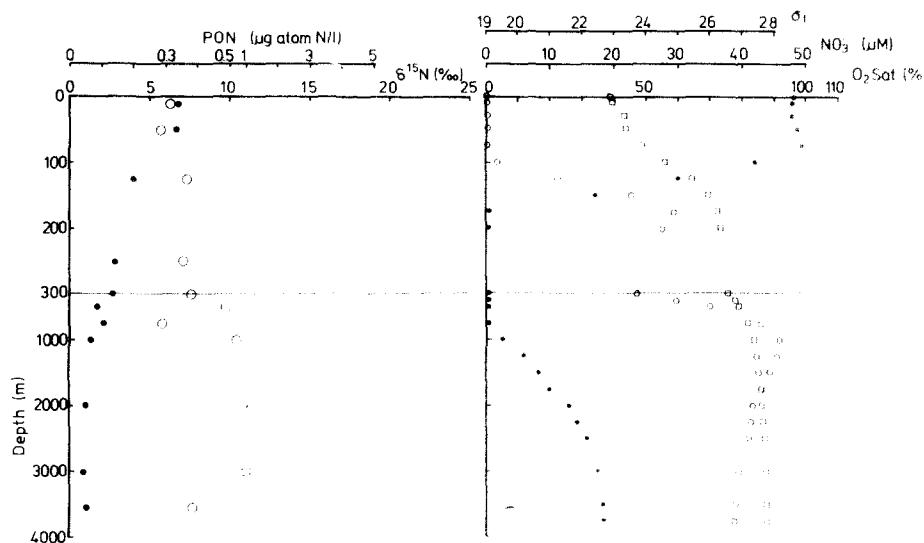 19 20 22 24 26 28 σt
PON (μg atom N/l) NO3 (μM)
0 0.3 0.5 1 3 5 0 10 20 30 40 50
δ15N (‰) O2Sat (%
0 5 10 15 20 25 0 50 100 110
0
100
200
300
1000
2000
3000
4000
Depth (m)